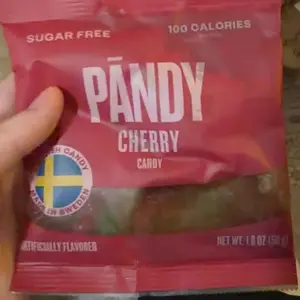 SUGAR FREE
100 CALORIES
PÄNDY
CHERRY
CANDY
SH CANDY
MADE IN SWEDEN
ARTIFICIALLY FLAVORED
NET WT. 1.8 OZ (50g)